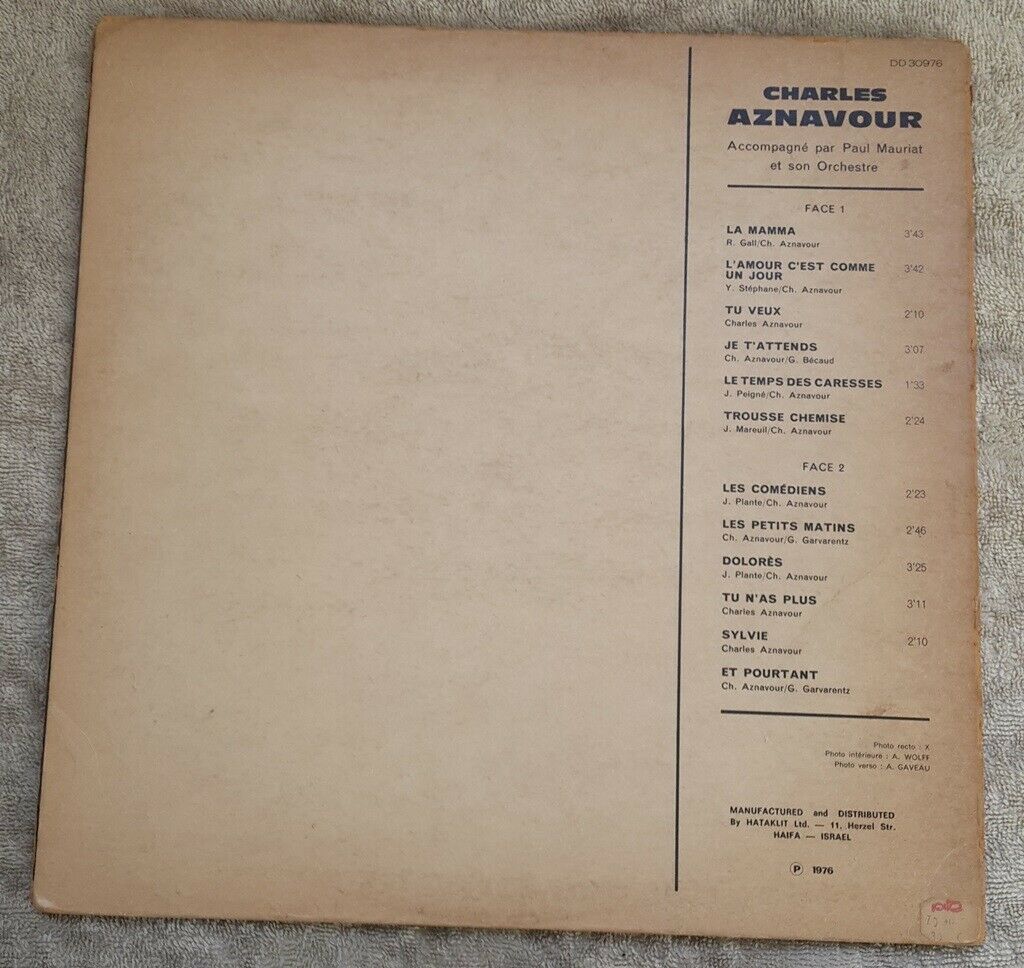 DD 30976
CHARLES
AZNAVOUR
Accompagné par Paul Mauriat
et son Orchestre
FACE 1
LA MAMMA 3'43
R. Gall/Ch. Aznavour
L'AMOUR C'EST COMME 3'42
UN JOUR
Y. Stéphane/Ch. Aznavour
TU VEUX 2'10
Charles Aznavour
JE T'ATTENDS 3'07
Ch. Aznavour/G. Bécaud
LE TEMPS DES CARESSES 1'33
J. Peigné/Ch. Aznavour
TROUSSE CHEMISE 2'24
J. Mareuil/Ch. Aznavour
FACE 2
LES COMÉDIENS 2'23
J. Plante/Ch. Aznavour
LES PETITS MATINS 2'46
Ch. Aznavour/G. Garvarentz
DOLORÈS 3'25
J. Plante/Ch. Aznavour
TU N'AS PLUS 3'11
Charles Aznavour
SYLVIE 2'10
Charles Aznavour
ET POURTANT
Ch. Aznavour/G. Garvarentz
Photo recto : X
Photo intérieure : A. WOLFF
Photo verso : A. GAVEAU
MANUFACTURED and DISTRIBUTED
By HATAKLIT Ltd. — 11, Herzel Str.
HAIFA — ISRAEL
Ⓟ 1976